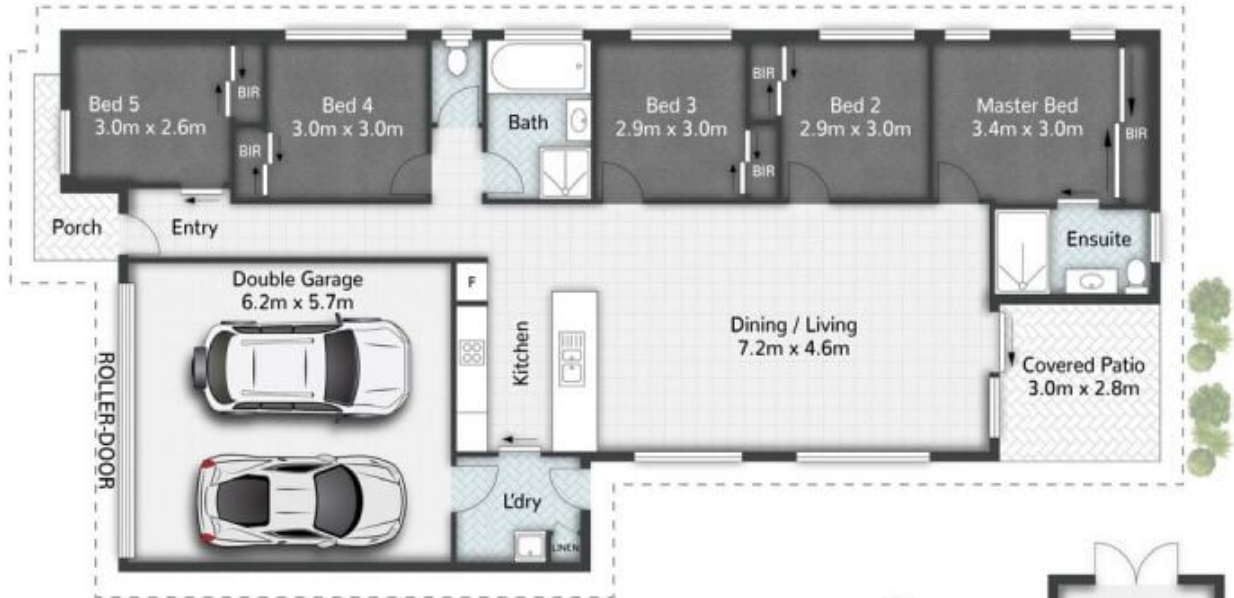 Bed 5
3.0m x 2.6m
BIR
BIR
Bed 4
3.0m x 3.0m
Bath
Bed 3
2.9m x 3.0m
BIR
BIR
Bed 2
2.9m x 3.0m
Master Bed
3.4m x 3.0m
BIR
Porch
Entry
Ensuite
Double Garage
6.2m x 5.7m
F
Kitchen
Dining / Living
7.2m x 4.6m
Covered Patio
3.0m x 2.8m
ROLLER-DOOR
L'dry
LINEN